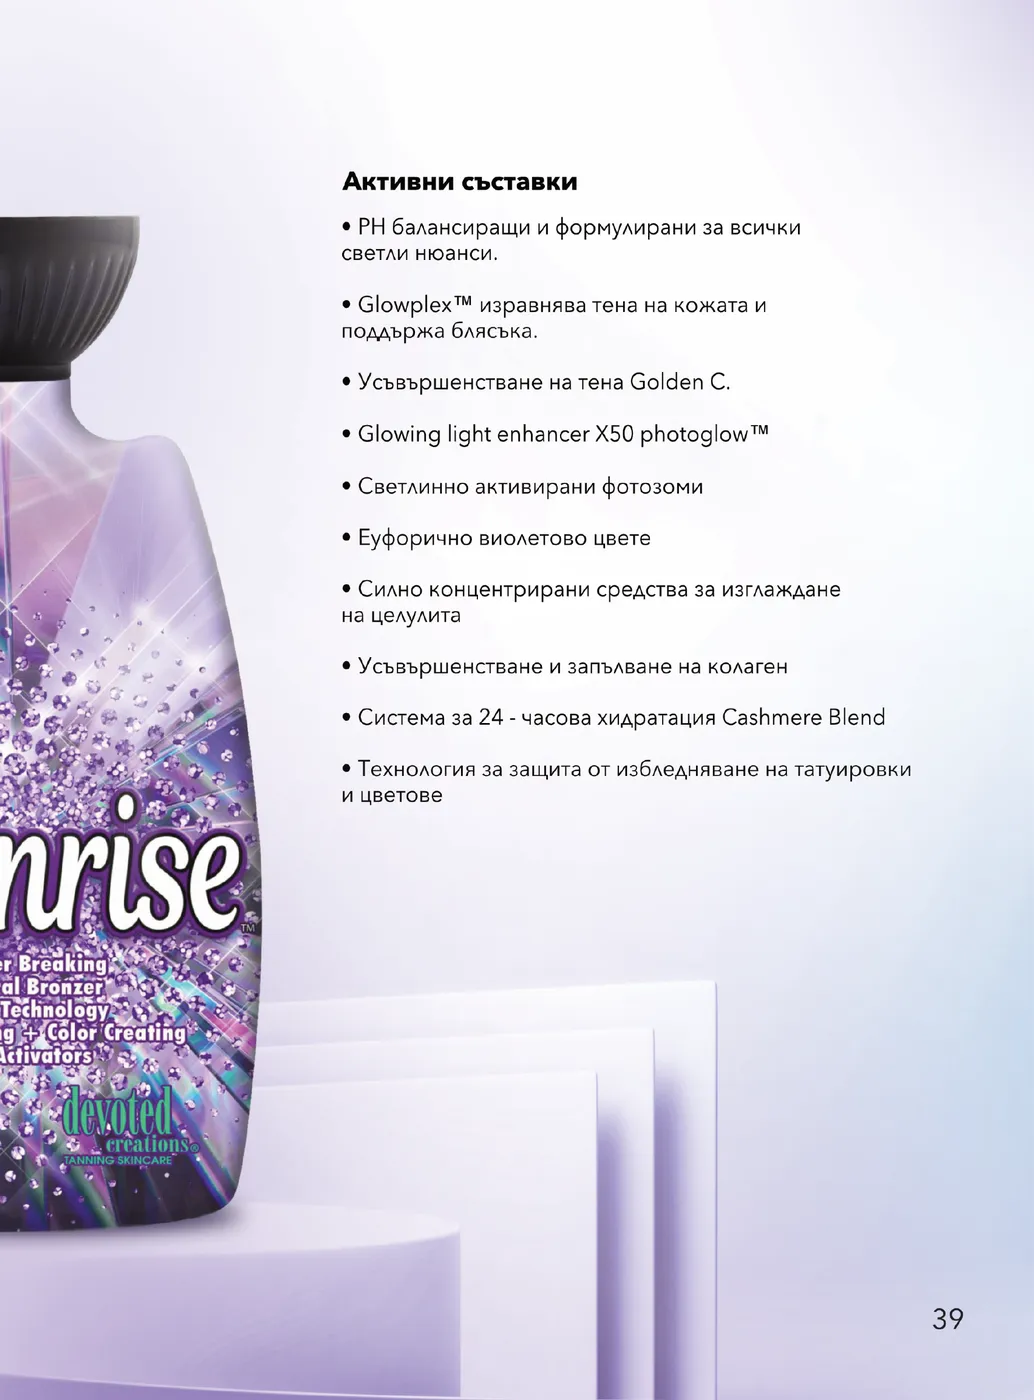 Активни съставки
• PH балансиращи и формулирани за всички
светли нюанси.
• Glowplex™ изравнява тена на кожата и
поддържа блясъка.
• Усъвършенстване на тена Golden C.
• Glowing light enhancer X50 photoglow™
• Светлинно активирани фотозоми
• Еуфорично виолетово цвете
• Силно концентрирани средства за изглаждане
на целулита
• Усъвършенстване и запълване на колаген
• Система за 24 - часова хидратация Cashmere Blend
• Технология за защита от избледняване на татуировки
и цветове
nrise™
er Breaking
al Bronzer
Technology
g + Color Creating
Activators
devoted
creations®
TANNING SKINCARE
39